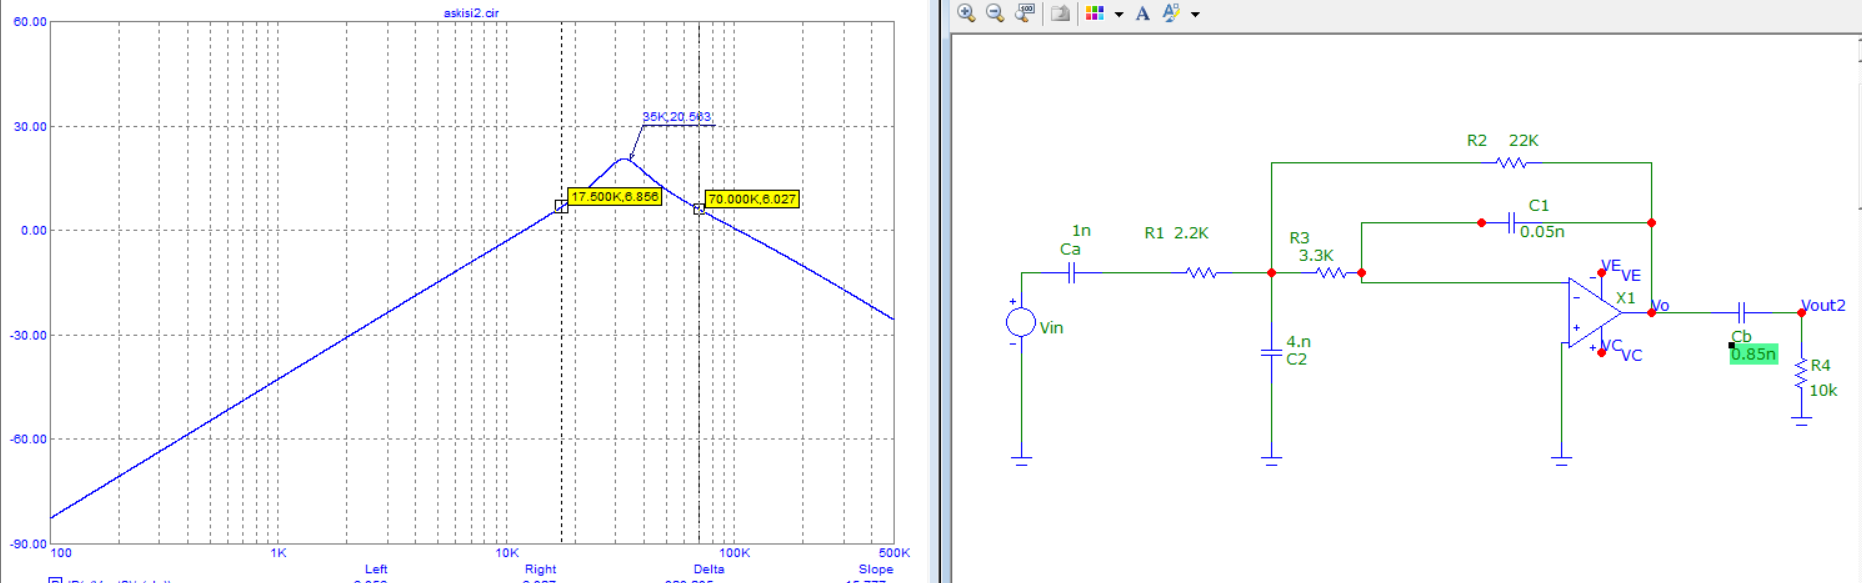 askisi2.cir
60.00
30.00
0.00
-30.00
-60.00
-90.00
35K,20.563
17.500K,6.856
70.000K,6.027
100
1K
10K
100K
500K
Left
Right
Delta
Slope
A
R2 22K
C1
0.05n
1n
Ca
R1 2.2K
R3
3.3K
VE
VE
X1
Vo
Vout2
+
Vin
-
4.n
C2
-
+
-
+
VC
VC
Cb
0.85n
R4
10k